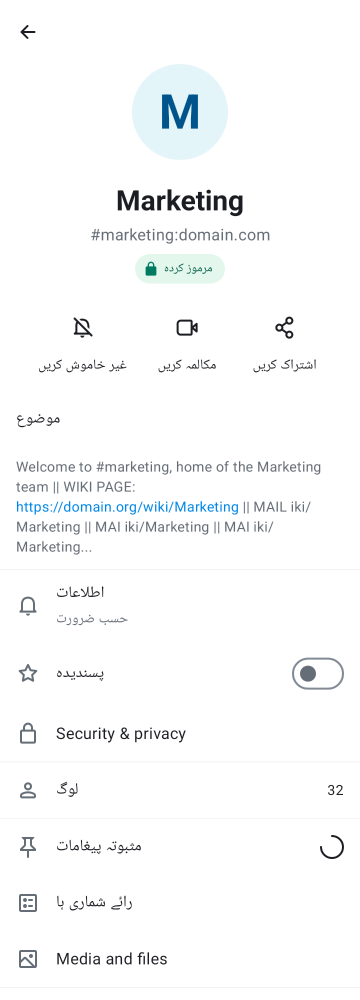 M
Marketing
#marketing:domain.com
مرموز کردہ
غیر خاموش کریں
مکالمہ کریں
اشتراک کریں
موضوع
Welcome to #marketing, home of the Marketing
team || WIKI PAGE:
https://domain.org/wiki/Marketing || MAIL iki/
Marketing || MAI iki/Marketing || MAI iki/
Marketing...
اطلاعات
حسب ضرورت
پسندیدہ
Security & privacy
لوگ 32
مثبوتہ پیغامات
رائے شماری ہا
Media and files